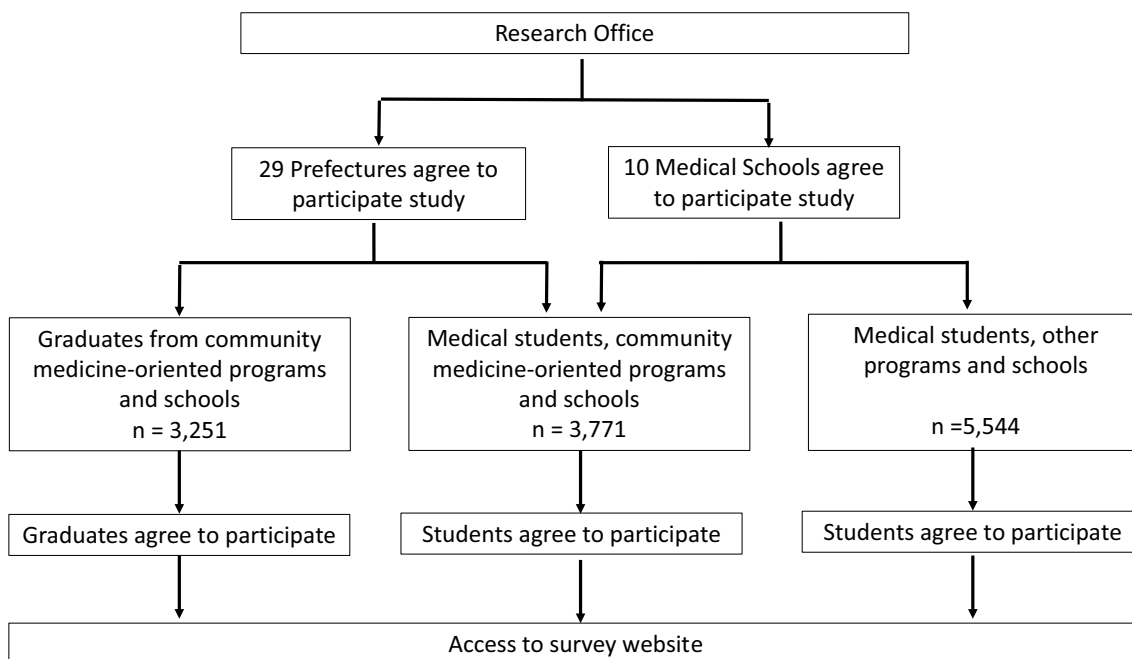 Research Office
29 Prefectures agree to
participate study
10 Medical Schools agree
to participate study
Graduates from community
medicine-oriented programs
and schools
n = 3,251
Medical students, community
medicine-oriented programs
and schools
n = 3,771
Medical students, other
programs and schools
n =5,544
Graduates agree to participate
Students agree to participate
Students agree to participate
Access to survey website